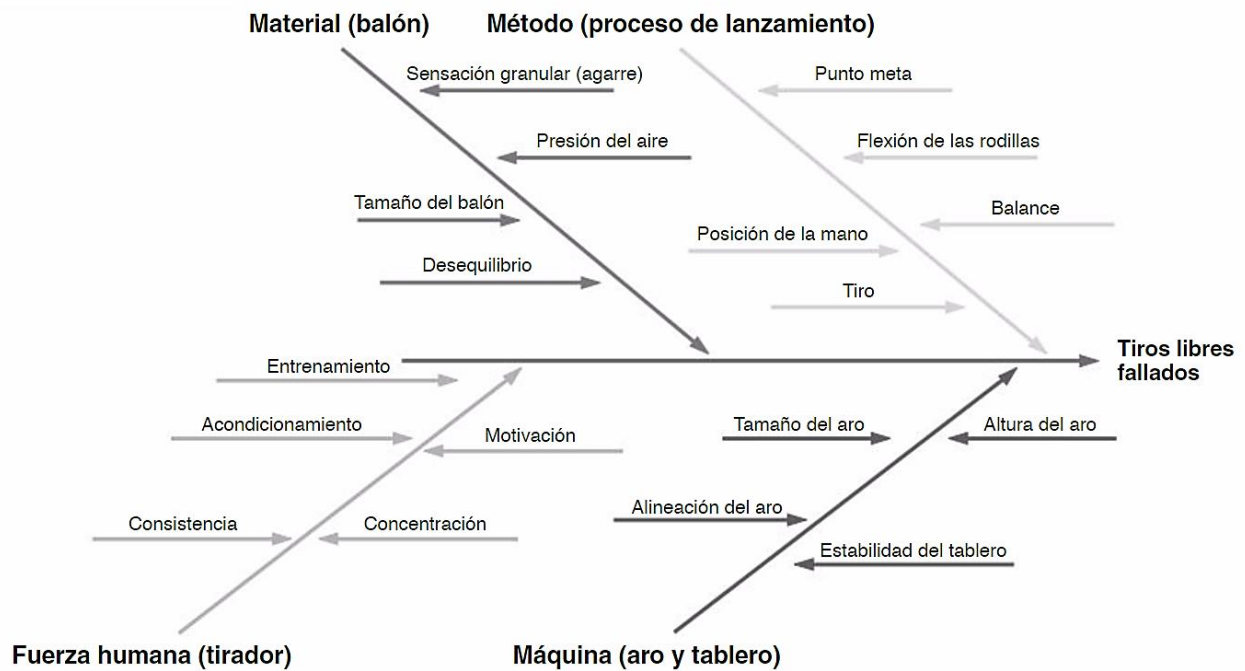 Material (balón)
Método (proceso de lanzamiento)
Sensación granular (agarre)
Presión del aire
Tamaño del balón
Desequilibrio
Punto meta
Flexión de las rodillas
Balance
Posición de la mano
Tiro
Tiros libres
fallados
Entrenamiento
Acondicionamiento
Motivación
Consistencia
Concentración
Tamaño del aro
Altura del aro
Alineación del aro
Estabilidad del tablero
Fuerza humana (tirador)
Máquina (aro y tablero)